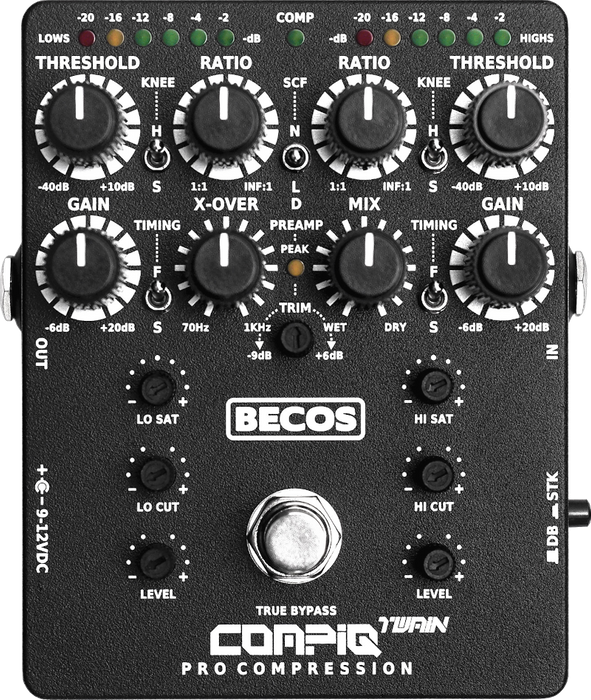 -20 -16 -12 -8 -4 -2 COMP -20 -16 -12 -8 -4 -2
LOWS -dB -dB HIGHS
THRESHOLD RATIO RATIO THRESHOLD
KNEE SCF KNEE
H N H
-40dB +10dB S 1:1 INF:1 L 1:1 INF:1 S -40dB +10dB
GAIN X-OVER D MIX GAIN
TIMING PREAMP TIMING
PEAK
F F
-6dB +20dB S 70Hz 1KHz TRIM WET DRY S -6dB +20dB
-9dB +6dB
OUT IN
- + - +
LO SAT HI SAT
BECOS
- + - +
LO CUT HI CUT
+ - 9-12VDC
DB STK
- + - +
LEVEL LEVEL
TRUE BYPASS
COMPIQ TWAIN
PRO COMPRESSION